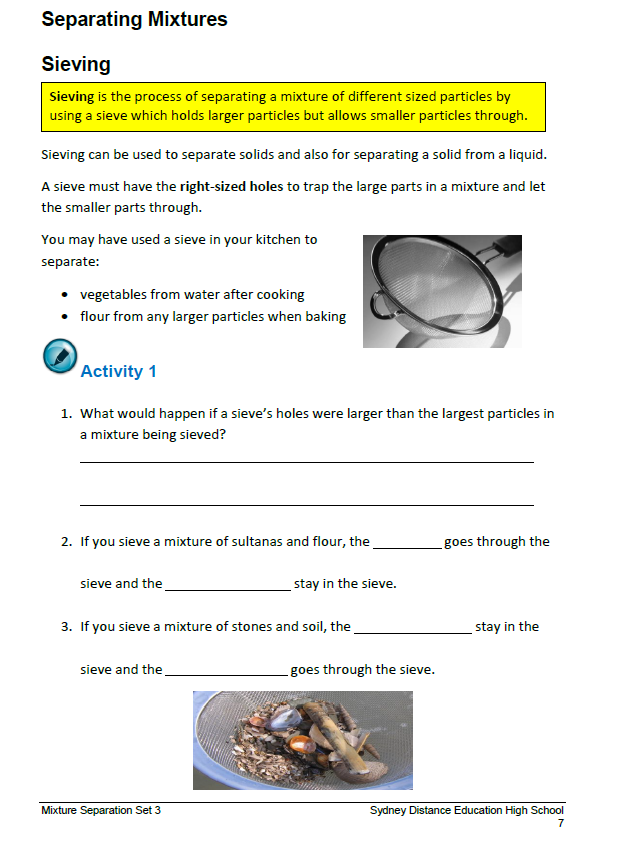 Separating Mixtures
Sieving
Sieving is the process of separating a mixture of different sized particles by
using a sieve which holds larger particles but allows smaller particles through.
Sieving can be used to separate solids and also for separating a solid from a liquid.
A sieve must have the right-sized holes to trap the large parts in a mixture and let
the smaller parts through.
You may have used a sieve in your kitchen to
separate:
• vegetables from water after cooking
• flour from any larger particles when baking
Activity 1
1. What would happen if a sieve's holes were larger than the largest particles in
a mixture being sieved?
2. If you sieve a mixture of sultanas and flour, the __________ goes through the
sieve and the __________________ stay in the sieve.
3. If you sieve a mixture of stones and soil, the _________________ stay in the
sieve and the _________________ goes through the sieve.
Mixture Separation Set 3 Sydney Distance Education High School
7